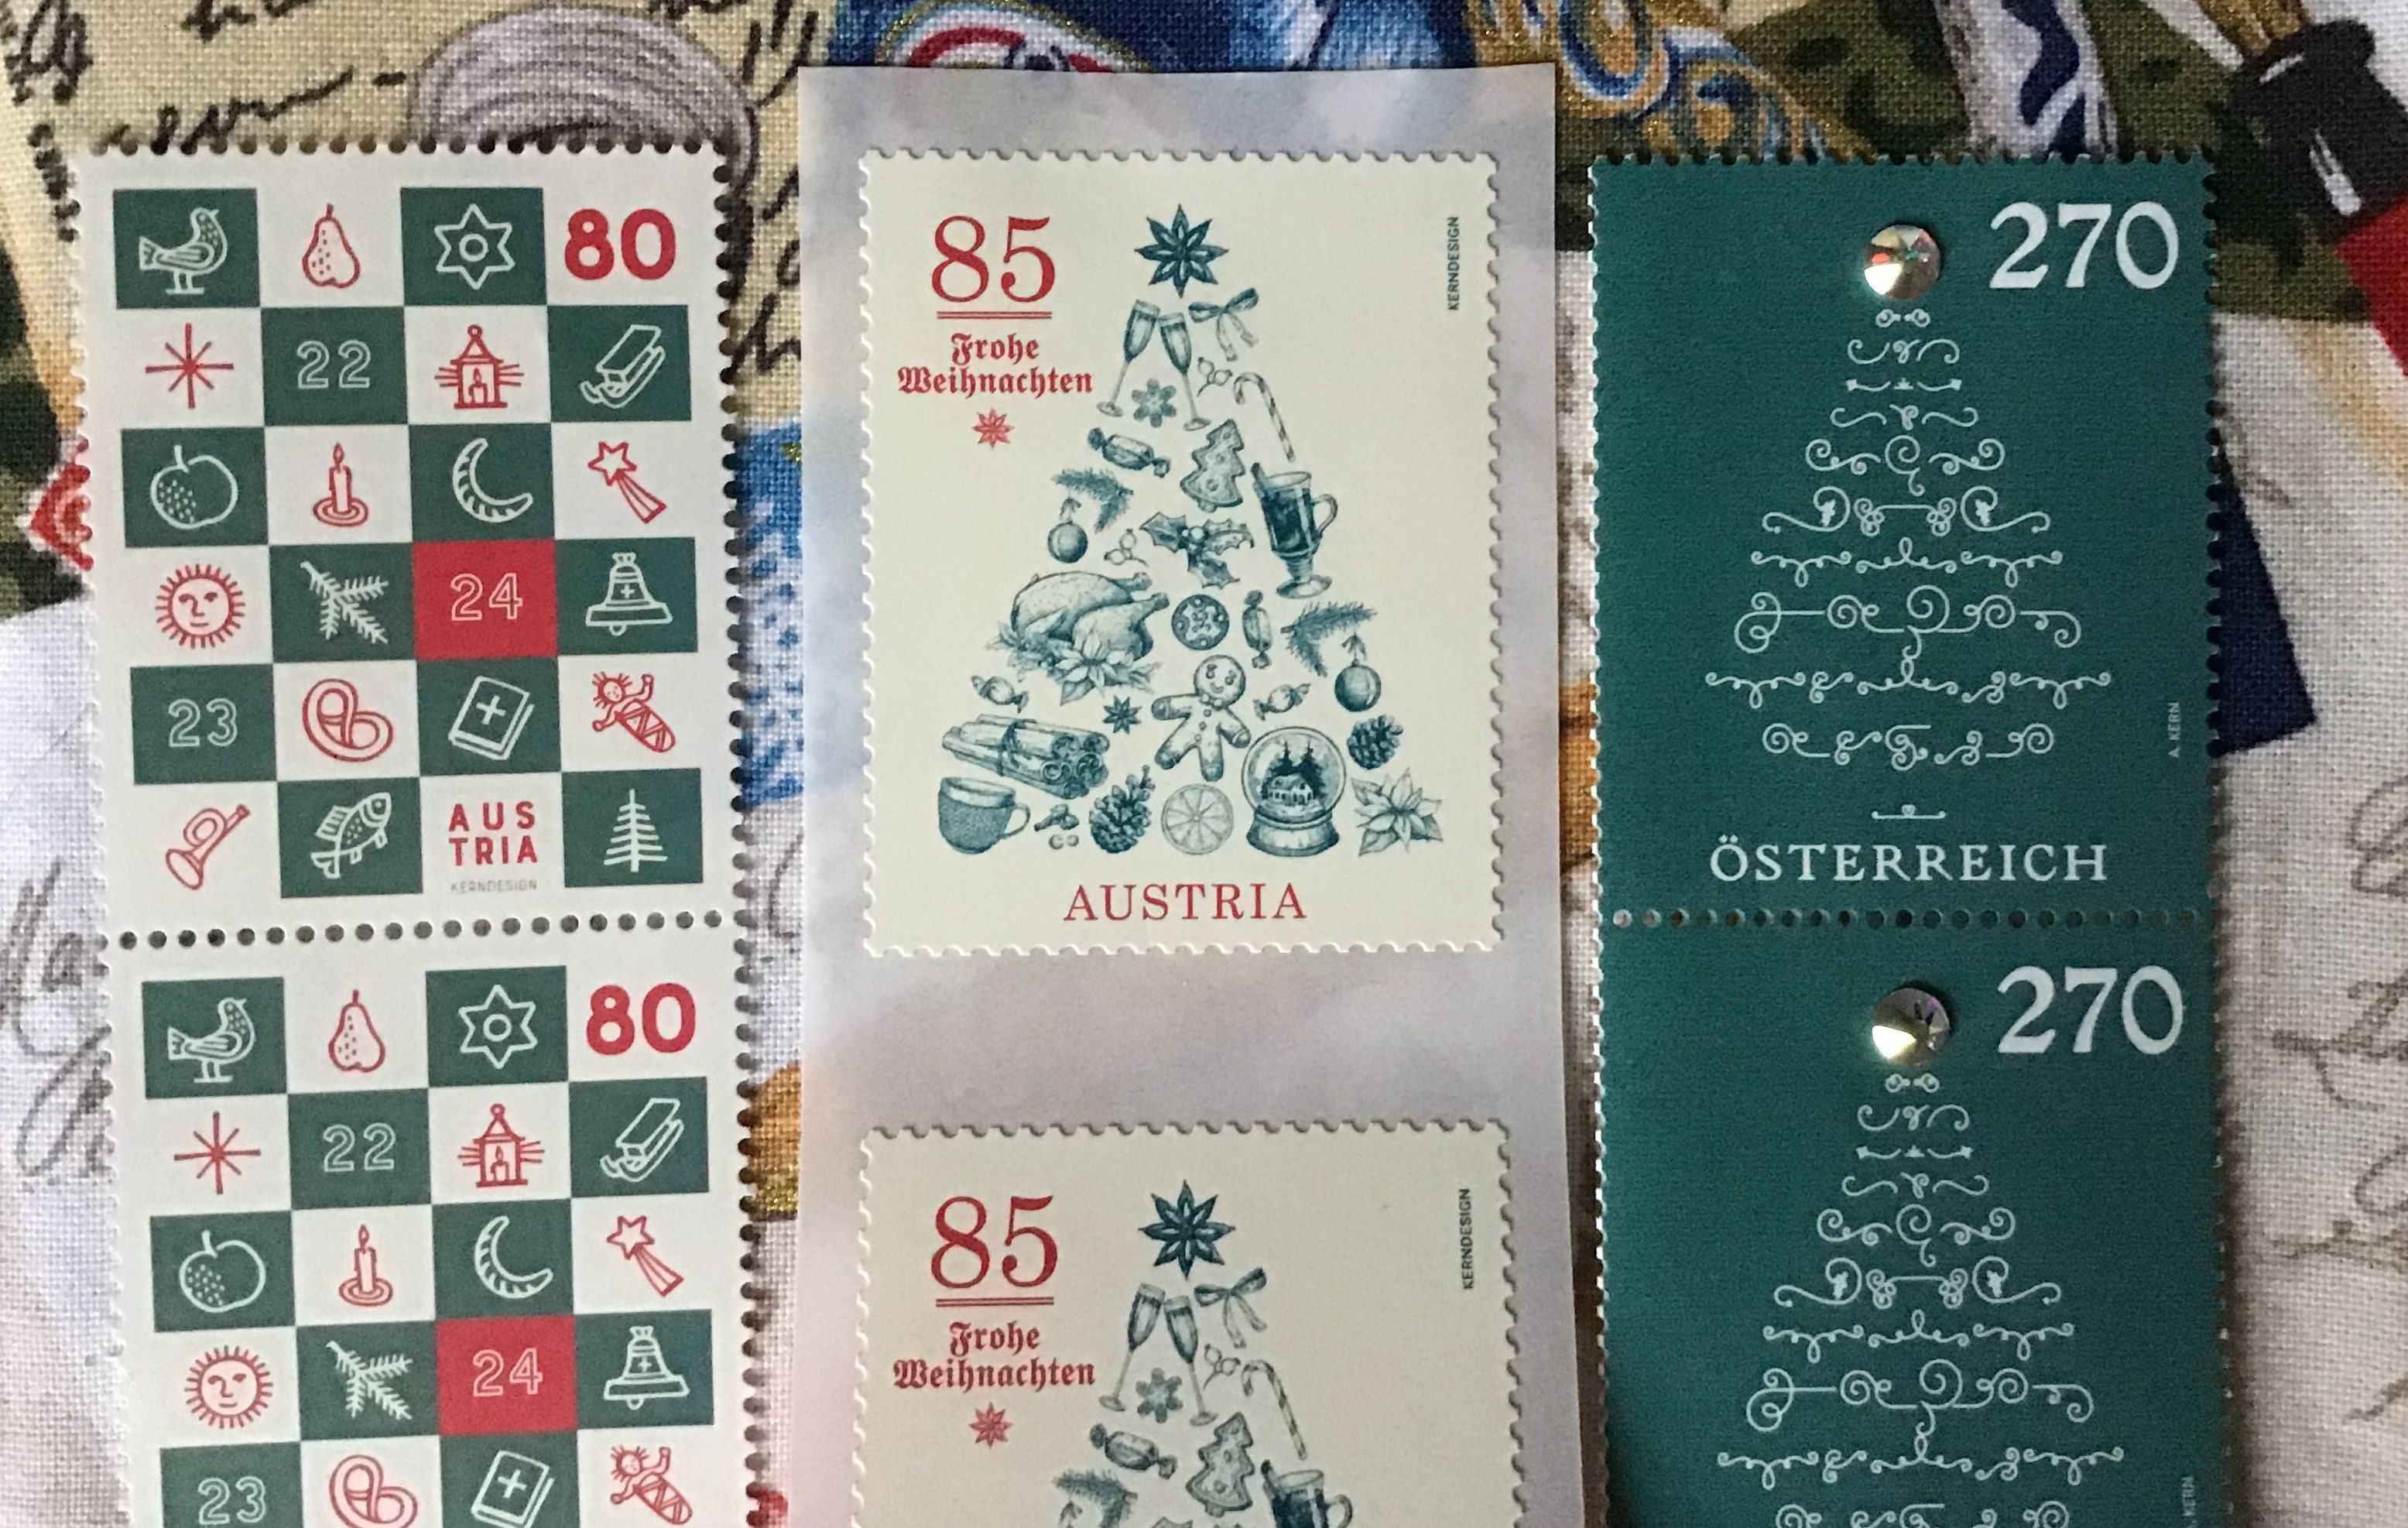 80
22
24
23
AUS
TRIA
KERNDESIGN
80
22
24
23
85
Frohe
Weihnachten
KERNDESIGN
AUSTRIA
85
Frohe
Weihnachten
KERNDESIGN
270
A. KERN
ÖSTERREICH
270
KERN